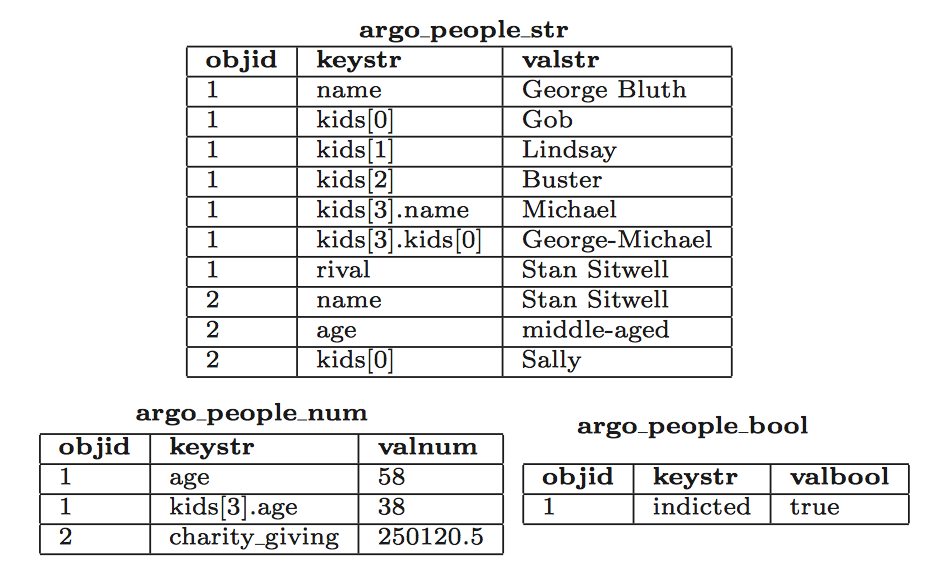 argo_people_str
objid keystr valstr
1 name George Bluth
1 kids[0] Gob
1 kids[1] Lindsay
1 kids[2] Buster
1 kids[3].name Michael
1 kids[3].kids[0] George-Michael
1 rival Stan Sitwell
2 name Stan Sitwell
2 age middle-aged
2 kids[0] Sally
argo_people_num
objid keystr valnum
1 age 58
1 kids[3].age 38
2 charity_giving 250120.5
argo_people_bool
objid keystr valbool
1 indicted true